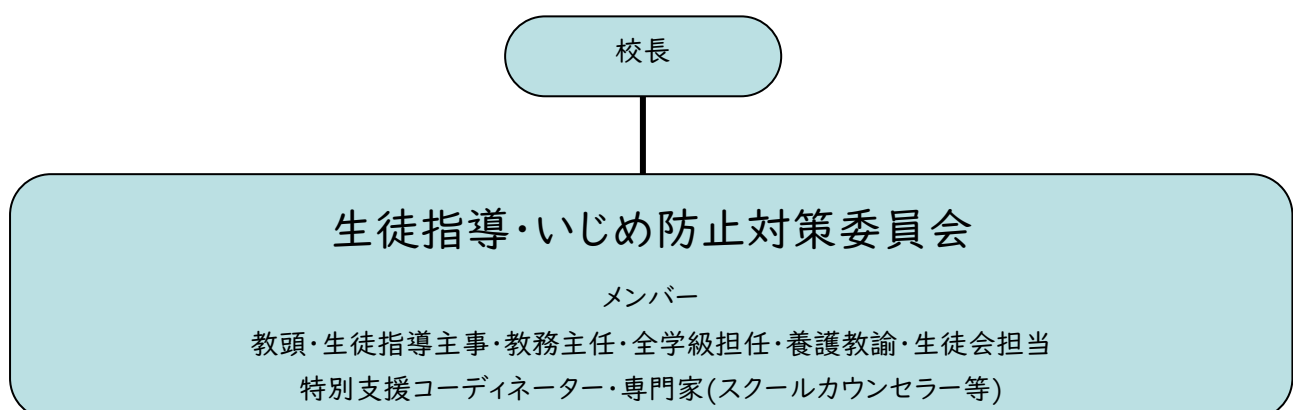 校長
生徒指導・いじめ防止対策委員会
メンバー
教頭・生徒指導主事・教務主任・全学級担任・養護教諭・生徒会担当
特別支援コーディネーター・専門家(スクールカウンセラー等)